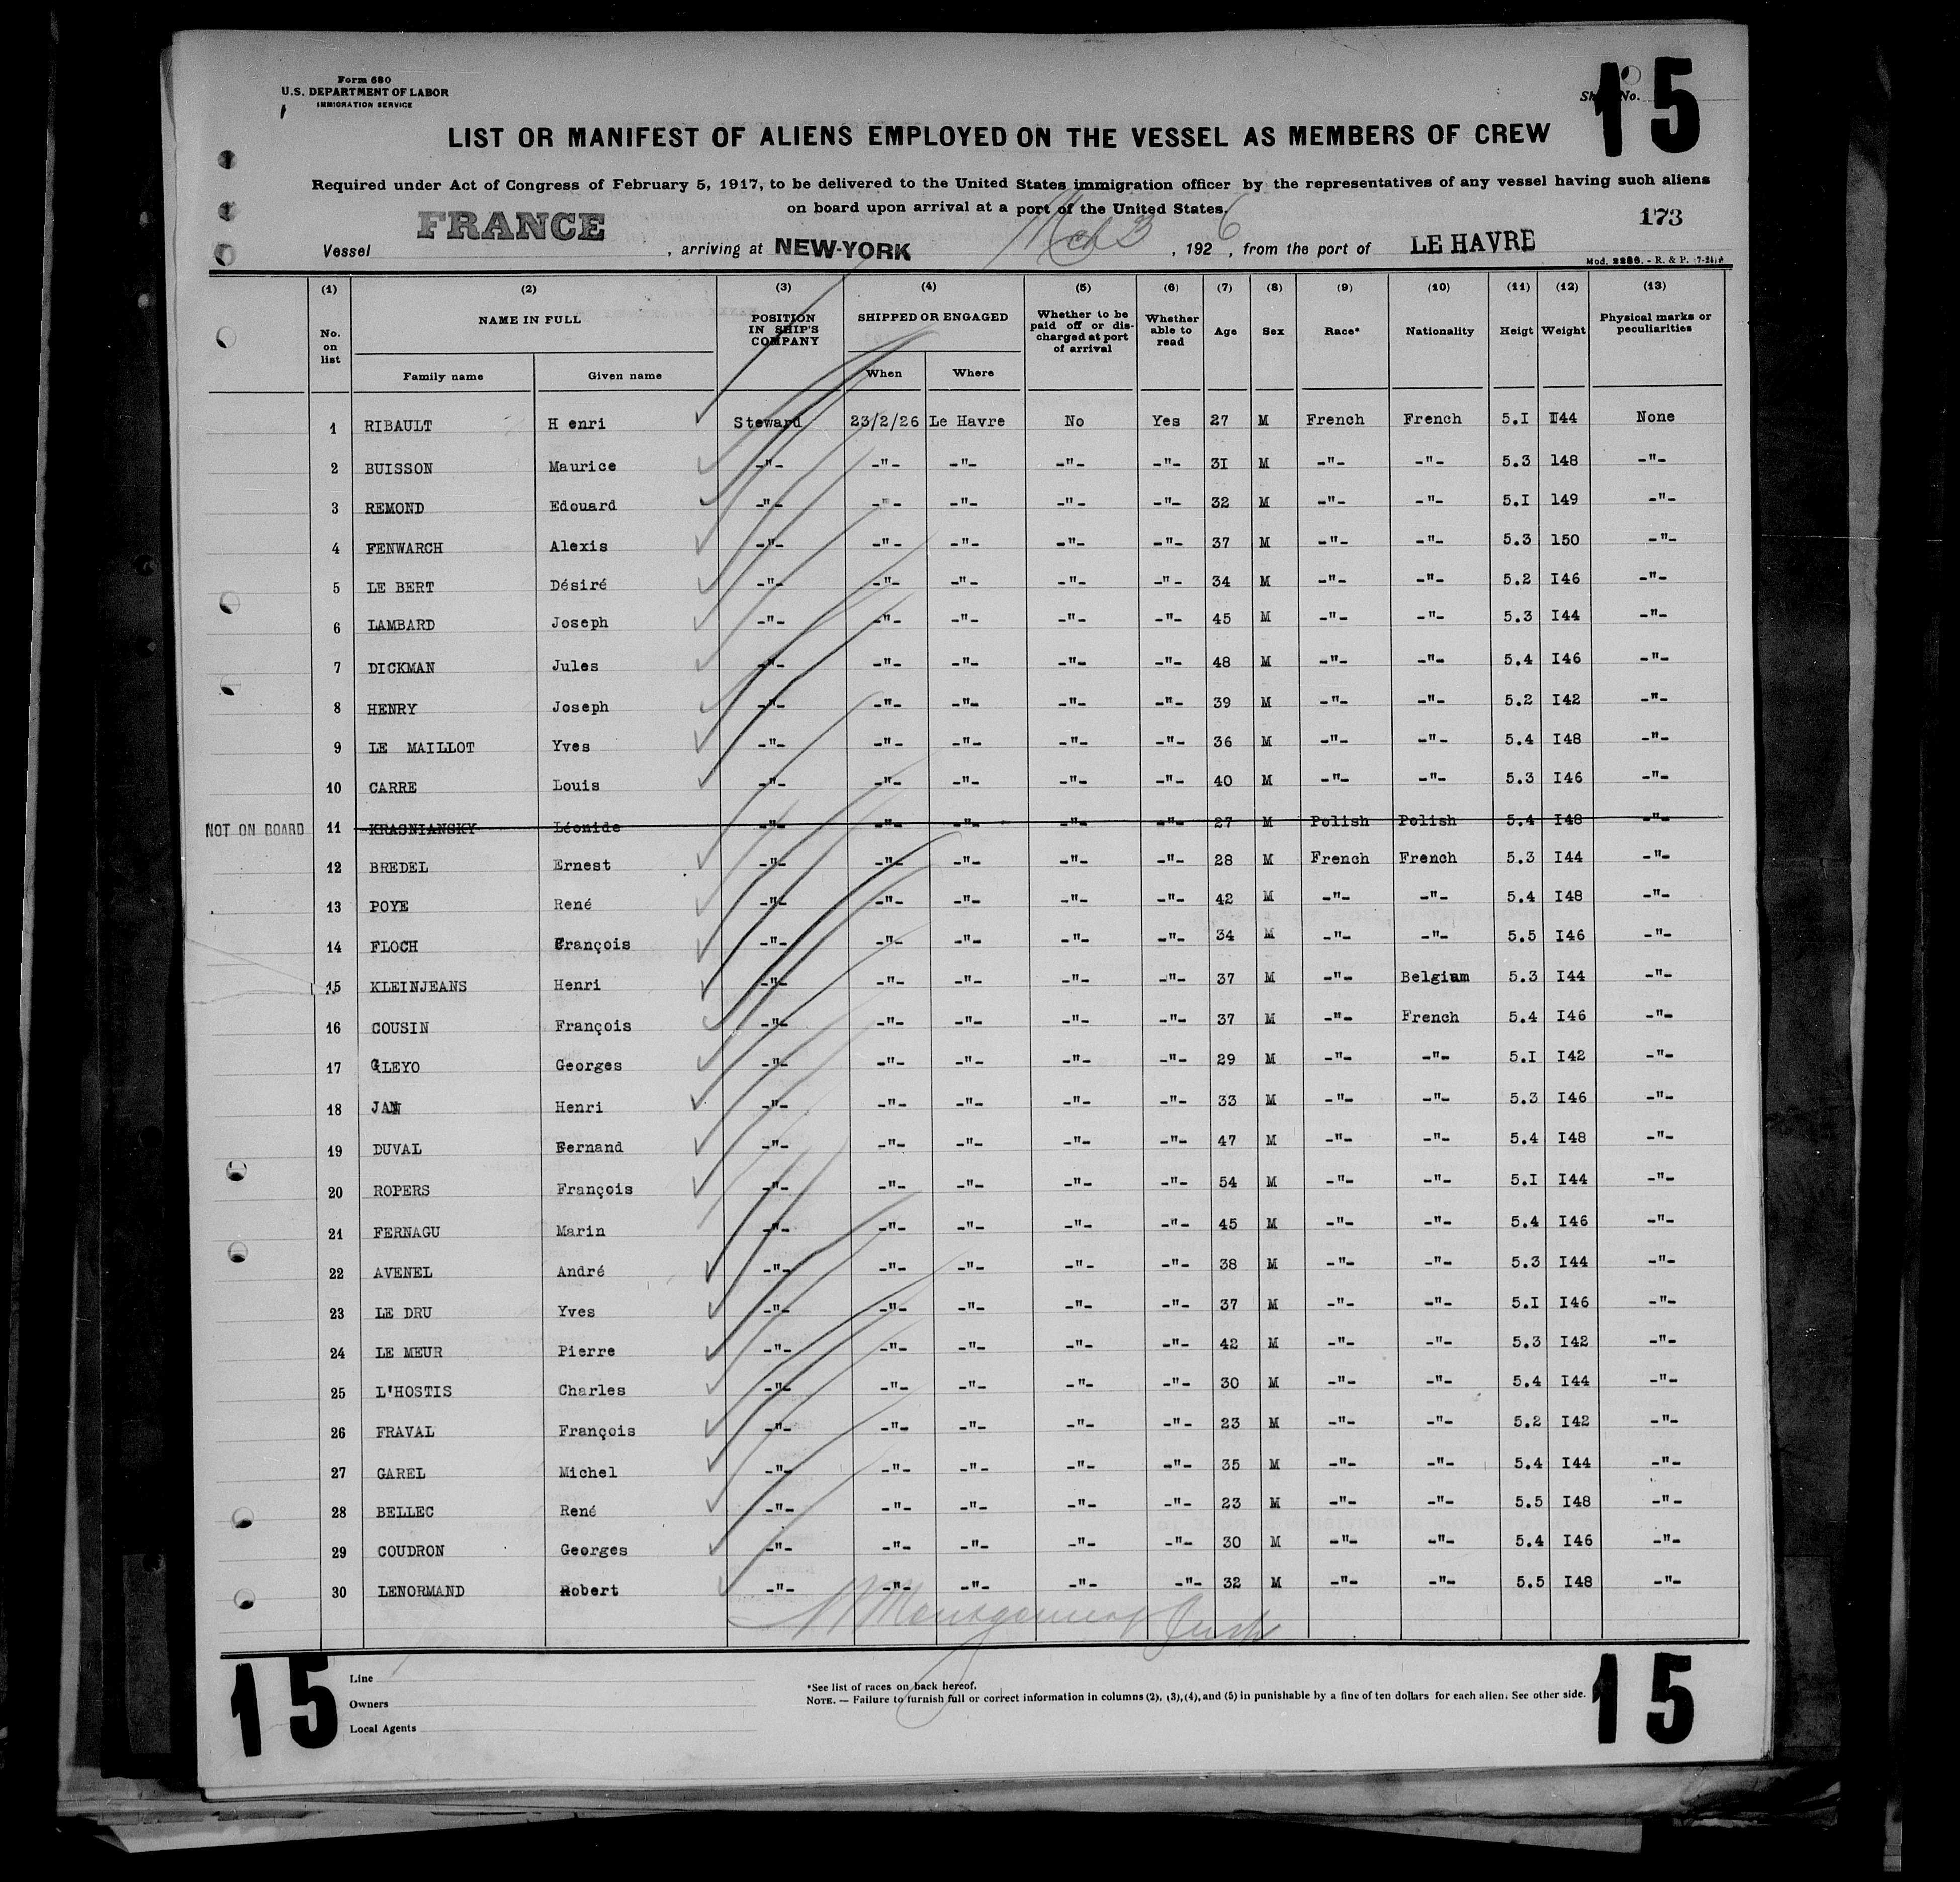 Form 680
U.S. DEPARTMENT OF LABOR
IMMIGRATION SERVICE
15
No.
LIST OR MANIFEST OF ALIENS EMPLOYED ON THE VESSEL AS MEMBERS OF CREW
Required under Act of Congress of February 5, 1917, to be delivered to the United States immigration officer by the representatives of any vessel having such aliens
on board upon arrival at a port of the United States.
173
Vessel FRANCE , arriving at NEW-YORK Mch 3 , 1926 , from the port of LE HAVRE
Mod. 2286. - R. & P. (7-24)
(1) (2) (3) (4) (5) (6) (7) (8) (9) (10) (11) (12) (13)
No. on list NAME IN FULL Family name Given name POSITION IN SHIP'S COMPANY SHIPPED OR ENGAGED When Where Whether to be paid off or discharged at port of arrival Whether able to read Age Sex Race* Nationality Heigt Weight Physical marks or peculiarities
1 RIBAULT H enri Steward 23/2/26 Le Havre No Yes 27 M French French 5.I I44 None
2 BUISSON Maurice -"- -"- -"- -"- -"- 3I M -"- -"- 5.3 148 -"-
3 REMOND Edouard -"- -"- -"- -"- -"- 32 M -"- -"- 5.I 149 -"-
4 FENWARCH Alexis -"- -"- -"- -"- -"- 37 M -"- -"- 5.3 150 -"-
5 LE BERT Désiré -"- -"- -"- -"- -"- 34 M -"- -"- 5.2 I46 -"-
6 LAMBARD Joseph -"- -"- -"- -"- -"- 45 M -"- -"- 5.3 I44 -"-
7 DICKMAN Jules -"- -"- -"- -"- -"- 48 M -"- -"- 5.4 I46 -"-
8 HENRY Joseph -"- -"- -"- -"- -"- 39 M -"- -"- 5.2 I42 -"-
9 LE MAILLOT Yves -"- -"- -"- -"- -"- 36 M -"- -"- 5.4 I48 -"-
10 CARRE Louis -"- -"- -"- -"- -"- 40 M -"- -"- 5.3 I46 -"-
NOT ON BOARD 11 KRASNIANSKY Léonide -"- -"- -"- -"- -"- 27 M Polish Polish 5.4 I48 -"-
12 BREDEL Ernest -"- -"- -"- -"- -"- 28 M French French 5.3 I44 -"-
13 POYE René -"- -"- -"- -"- -"- 42 M -"- -"- 5.4 I48 -"-
14 FLOCH François -"- -"- -"- -"- -"- 34 M -"- -"- 5.5 I46 -"-
15 KLEINJEANS Henri -"- -"- -"- -"- -"- 37 M -"- Belgium 5.3 I44 -"-
16 COUSIN François -"- -"- -"- -"- -"- 37 M -"- French 5.4 I46 -"-
17 GLEYO Georges -"- -"- -"- -"- -"- 29 M -"- -"- 5.I I42 -"-
18 JAN Henri -"- -"- -"- -"- -"- 33 M -"- -"- 5.3 I46 -"-
19 DUVAL Fernand -"- -"- -"- -"- -"- 47 M -"- -"- 5.4 I48 -"-
20 ROPERS François -"- -"- -"- -"- -"- 54 M -"- -"- 5.I I44 -"-
21 FERNAGU Marin -"- -"- -"- -"- -"- 45 M -"- -"- 5.4 I46 -"-
22 AVENEL André -"- -"- -"- -"- -"- 38 M -"- -"- 5.3 I44 -"-
23 LE DRU Yves -"- -"- -"- -"- -"- 37 M -"- -"- 5.I I46 -"-
24 LE MEUR Pierre -"- -"- -"- -"- -"- 42 M -"- -"- 5.3 I42 -"-
25 L'HOSTIS Charles -"- -"- -"- -"- -"- 30 M -"- -"- 5.4 I44 -"-
26 FRAVAL François -"- -"- -"- -"- -"- 23 M -"- -"- 5.2 I42 -"-
27 GAREL Michel -"- -"- -"- -"- -"- 35 M -"- -"- 5.4 I44 -"-
28 BELLEC René -"- -"- -"- -"- -"- 23 M -"- -"- 5.5 I48 -"-
29 COUDRON Georges -"- -"- -"- -"- -"- 30 M -"- -"- 5.4 I46 -"-
30 LENORMAND Robert -"- -"- -"- -"- -"- 32 M -"- -"- 5.5 I48 -"-
Montgomery
15
Line
Owners
Local Agents
*See list of races on back hereof.
NOTE. — Failure to furnish full or correct information in columns (2), (3), (4), and (5) in punishable by a fine of ten dollars for each alien. See other side.
15